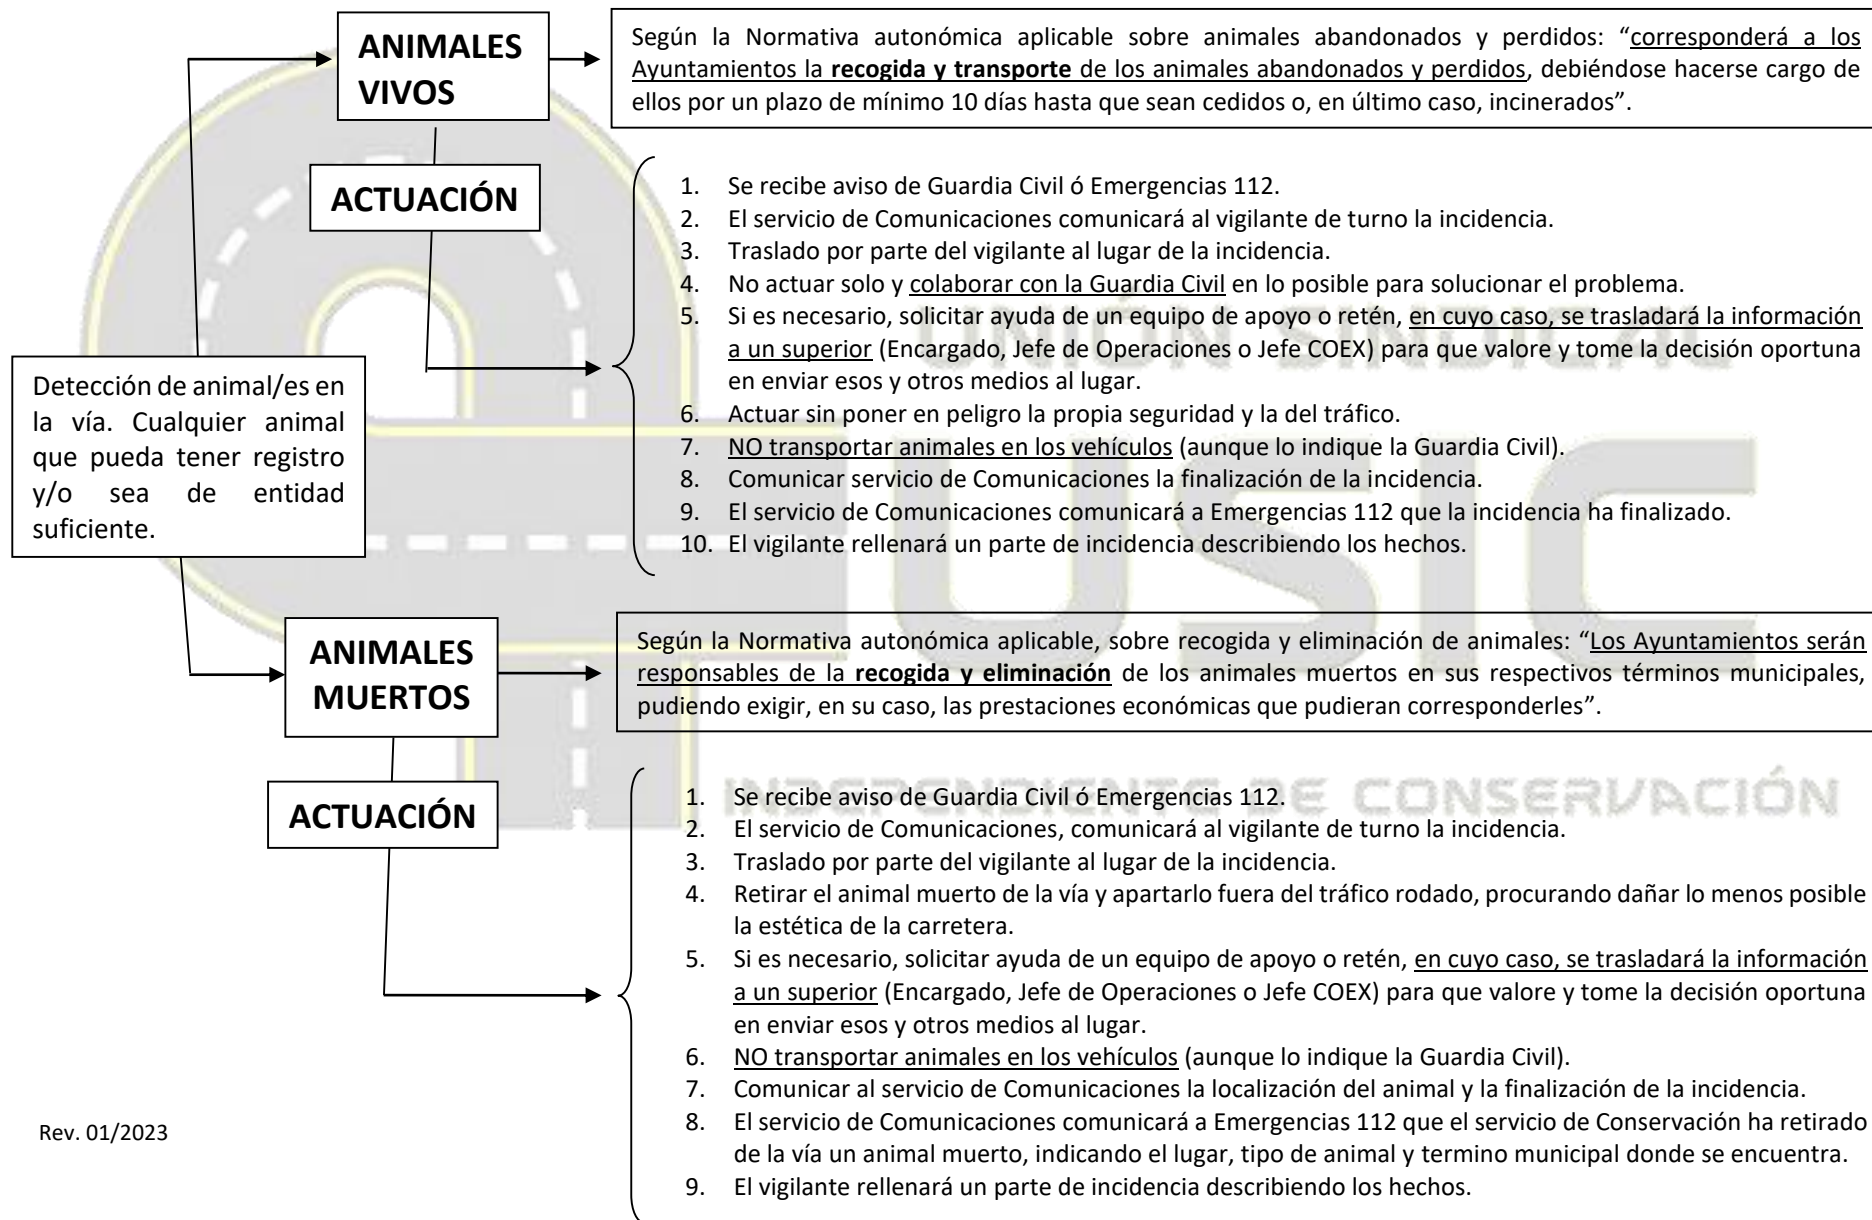 ANIMALES
VIVOS
Según la Normativa autonómica aplicable sobre animales abandonados y perdidos: “corresponderá a los
Ayuntamientos la recogida y transporte de los animales abandonados y perdidos, debiéndose hacerse cargo de
ellos por un plazo de mínimo 10 días hasta que sean cedidos o, en último caso, incinerados”.
ACTUACIÓN
1. Se recibe aviso de Guardia Civil ó Emergencias 112.
2. El servicio de Comunicaciones comunicará al vigilante de turno la incidencia.
3. Traslado por parte del vigilante al lugar de la incidencia.
4. No actuar solo y colaborar con la Guardia Civil en lo posible para solucionar el problema.
5. Si es necesario, solicitar ayuda de un equipo de apoyo o retén, en cuyo caso, se trasladará la información
a un superior (Encargado, Jefe de Operaciones o Jefe COEX) para que valore y tome la decisión oportuna
en enviar esos y otros medios al lugar.
6. Actuar sin poner en peligro la propia seguridad y la del tráfico.
7. NO transportar animales en los vehículos (aunque lo indique la Guardia Civil).
8. Comunicar servicio de Comunicaciones la finalización de la incidencia.
9. El servicio de Comunicaciones comunicará a Emergencias 112 que la incidencia ha finalizado.
10. El vigilante rellenará un parte de incidencia describiendo los hechos.
Detección de animal/es en
la vía. Cualquier animal
que pueda tener registro
y/o sea de entidad
suficiente.
ANIMALES
MUERTOS
Según la Normativa autonómica aplicable, sobre recogida y eliminación de animales: “Los Ayuntamientos serán
responsables de la recogida y eliminación de los animales muertos en sus respectivos términos municipales,
pudiendo exigir, en su caso, las prestaciones económicas que pudieran corresponderles”.
ACTUACIÓN
1. Se recibe aviso de Guardia Civil ó Emergencias 112.
2. El servicio de Comunicaciones, comunicará al vigilante de turno la incidencia.
3. Traslado por parte del vigilante al lugar de la incidencia.
4. Retirar el animal muerto de la vía y apartarlo fuera del tráfico rodado, procurando dañar lo menos posible
la estética de la carretera.
5. Si es necesario, solicitar ayuda de un equipo de apoyo o retén, en cuyo caso, se trasladará la información
a un superior (Encargado, Jefe de Operaciones o Jefe COEX) para que valore y tome la decisión oportuna
en enviar esos y otros medios al lugar.
6. NO transportar animales en los vehículos (aunque lo indique la Guardia Civil).
7. Comunicar al servicio de Comunicaciones la localización del animal y la finalización de la incidencia.
8. El servicio de Comunicaciones comunicará a Emergencias 112 que el servicio de Conservación ha retirado
de la vía un animal muerto, indicando el lugar, tipo de animal y termino municipal donde se encuentra.
9. El vigilante rellenará un parte de incidencia describiendo los hechos.
Rev. 01/2023
UNIÓN SINDICAL
USIC
INDEPENDIENTE DE CONSERVACIÓN